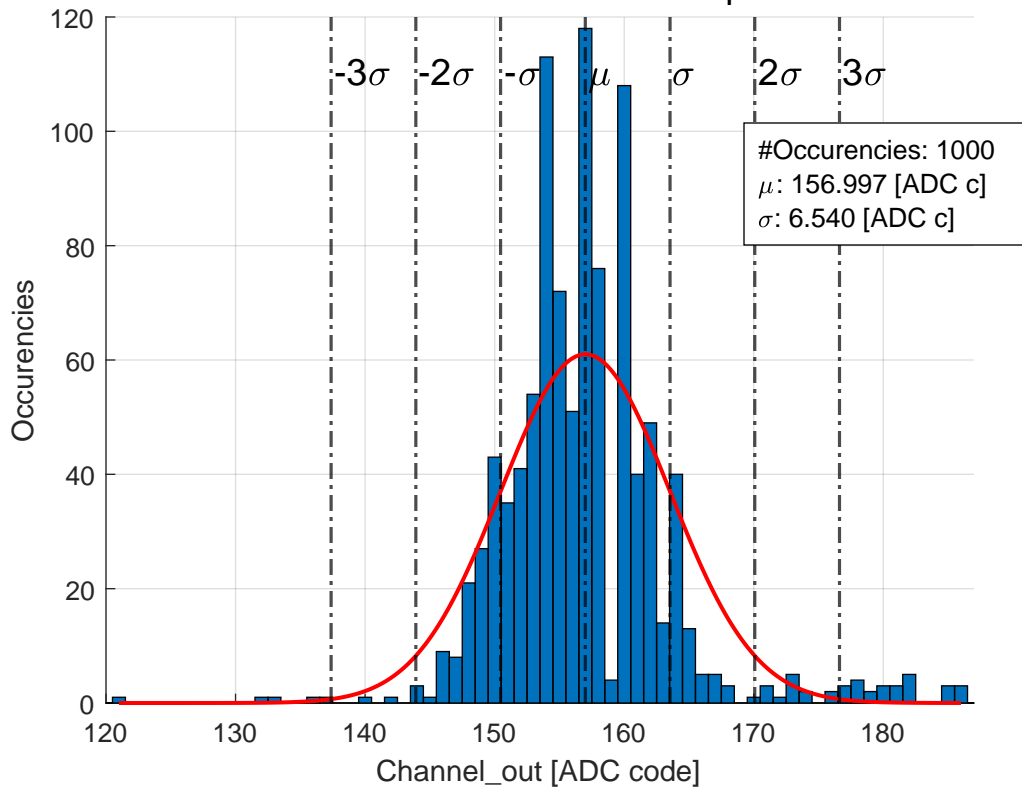 120
100
80
60
40
20
0
120
130
140
150
160
170
180
Occurencies
Channel_out [ADC code]
-3σ
-2σ
-σ
μ
σ
2σ
3σ
#Occurencies: 1000
μ: 156.997 [ADC c]
σ: 6.540 [ADC c]